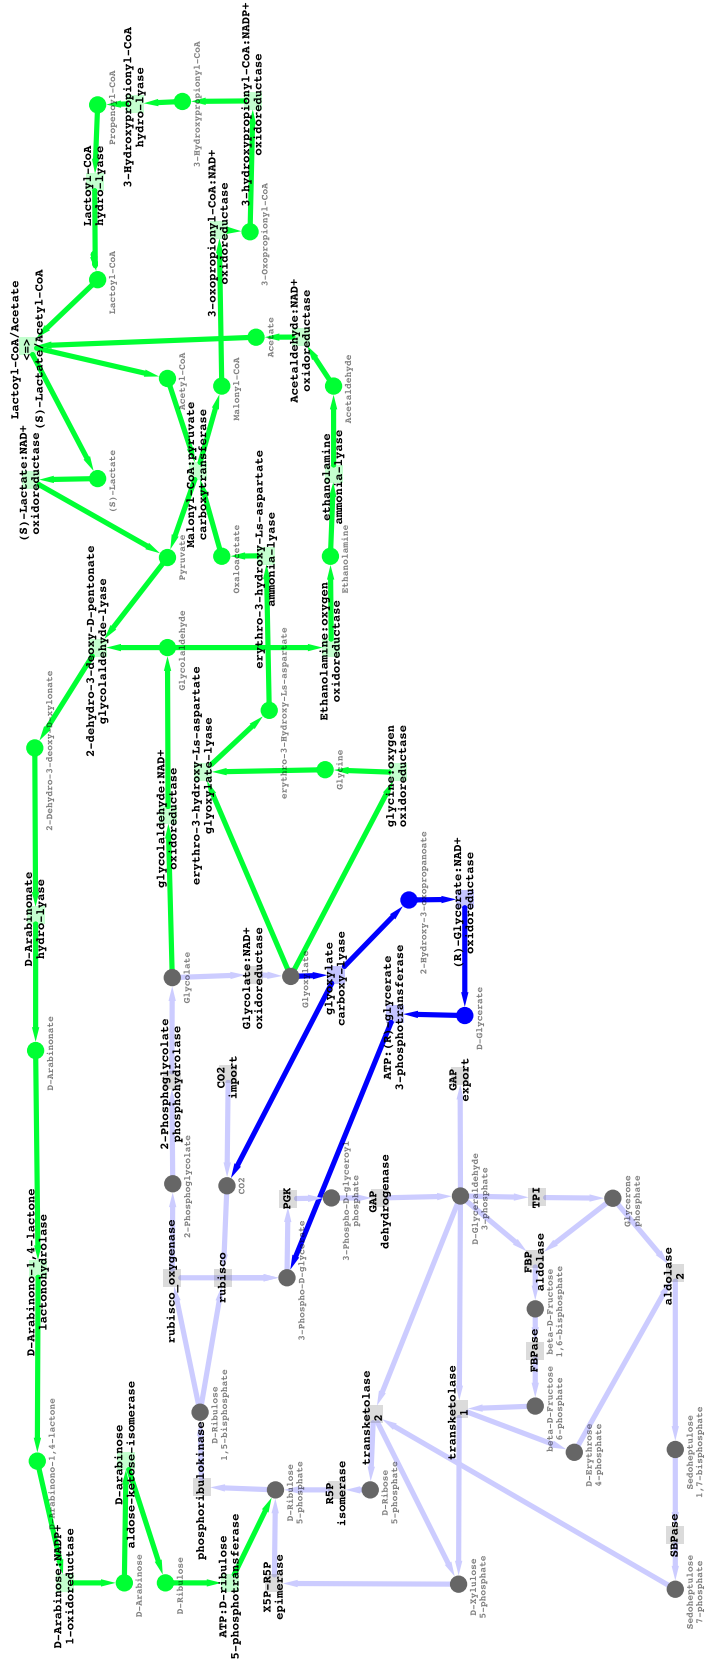 3-Hydroxypropionyl-CoA
hydro-lyase
Propenoyl-CoA
3-Hydroxypropionyl-CoA
3-hydroxypropionyl-CoA:NADP+
oxidoreductase
Lactoyl-CoA
hydro-lyase
Lactoyl-CoA
3-oxopropionyl-CoA:NAD+
oxidoreductase
3-Oxopropionyl-CoA
Lactoyl-CoA/Acetate
<=>
(S)-Lactate/Acetyl-CoA
Acetate
Acetaldehyde:NAD+
oxidoreductase
Acetyl-CoA
Malonyl-CoA
Acetaldehyde
(S)-Lactate:NAD+
oxidoreductase
(S)-Lactate
Malonyl-CoA:pyruvate
carboxytransferase
ethanolamine
ammonia-lyase
Pyruvate
Oxaloacetate
Ethanolamine
erythro-3-hydroxy-Ls-aspartate
ammonia-lyase
2-dehydro-3-deoxy-D-pentonate
glycolaldehyde-lyase
Glycolaldehyde
Ethanolamine:oxygen
oxidoreductase
2-Dehydro-3-deoxy-D-xylonate
erythro-3-Hydroxy-Ls-aspartate
Glycine
glycolaldehyde:NAD+
oxidoreductase
erythro-3-hydroxy-Ls-aspartate
glyoxylate-lyase
glycine:oxygen
oxidoreductase
D-Arabinonate
hydro-lyase
2-Hydroxy-3-oxopropanoate
(R)-Glycerate:NAD+
oxidoreductase
Glycolate
Glycolate:NAD+
oxidoreductase
Glyoxylate
glyoxylate
carboxy-lyase
D-Arabinonate
ATP:(R)-glycerate
3-phosphotransferase
D-Glycerate
2-Phosphoglycolate
phosphohydrolase
CO2
import
GAP
export
2-Phosphoglycolate
CO2
PGK
3-Phospho-D-glyceroyl
phosphate
GAP
dehydrogenase
D-Glyceraldehyde
3-phosphate
TPI
Glycerone
phosphate
D-Arabinono-1,4-lactone
lactonohydrolase
rubisco_oxygenase
rubisco
3-Phospho-D-glycerate
FBP
aldolase
aldolase
2
beta-D-Fructose
1,6-bisphosphate
FBPase
D-Ribulose
1,5-bisphosphate
transketolase
2
transketolase
1
beta-D-Fructose
6-phosphate
D-Erythrose
4-phosphate
Sedoheptulose
1,7-bisphosphate
D-Arabinono-1,4-lactone
D-arabinose
aldose-ketose-isomerase
phosphoribulokinase
D-Ribulose
5-phosphate
R5P
isomerase
D-Ribose
5-phosphate
SBPase
D-Arabinose:NADP+
1-oxidoreductase
D-Arabinose
D-Ribulose
ATP:D-ribulose
5-phosphotransferase
X5P-R5P
epimerase
D-Xylulose
5-phosphate
Sedoheptulose
7-phosphate